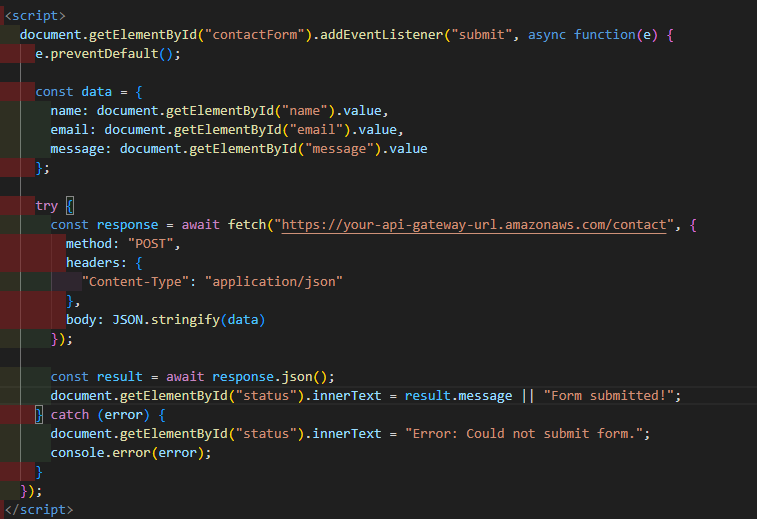 <script>
document.getElementById("contactForm").addEventListener("submit", async function(e) {
e.preventDefault();
const data = {
name: document.getElementById("name").value,
email: document.getElementById("email").value,
message: document.getElementById("message").value
};
try {
const response = await fetch("https://your-api-gateway-url.amazonaws.com/contact", {
method: "POST",
headers: {
"Content-Type": "application/json"
},
body: JSON.stringify(data)
});
const result = await response.json();
document.getElementById("status").innerText = result.message || "Form submitted!";
} catch (error) {
document.getElementById("status").innerText = "Error: Could not submit form.";
console.error(error);
}
});
</script>